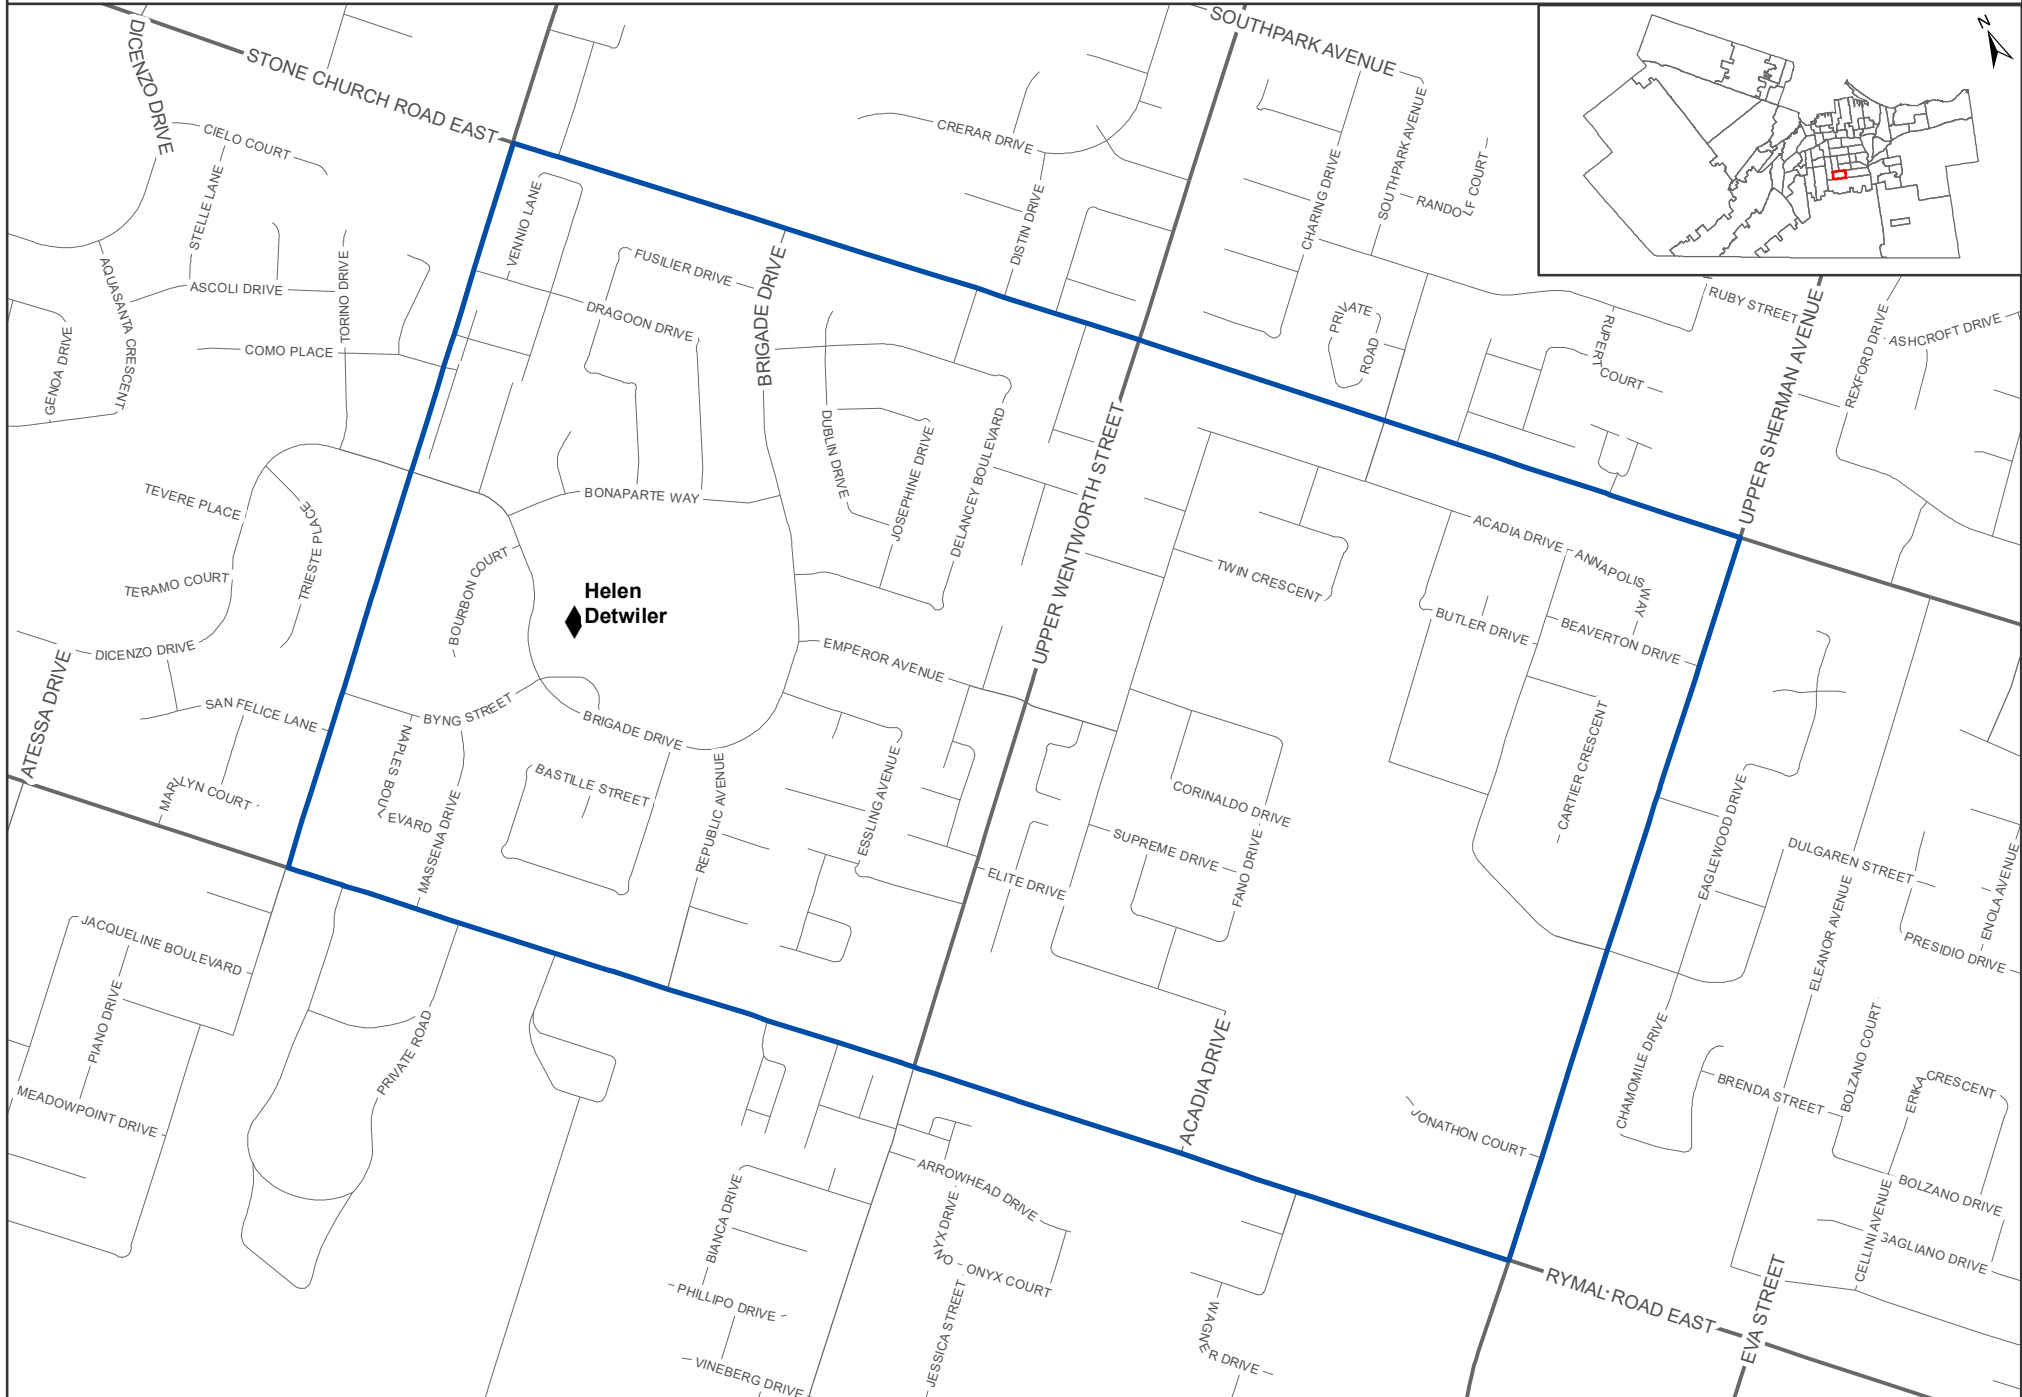 SOUTHPARK AVENUE
N
DICENZO DRIVE
STONE CHURCH ROAD EAST
CIELO COURT
CRERAR DRIVE
SOUTHPARK AVENUE
CHARING DRIVE
RANDOLF COURT
STELLE LANE
VENNIO LANE
DISTIN DRIVE
FUSILIER DRIVE
BRIGADE DRIVE
AQUASANTA CRESCENT
ASCOLI DRIVE
TORINO DRIVE
DRAGOON DRIVE
PRIVATE
ROAD
RUPERT
COURT
RUBY STREET
UPPER SHERMAN AVENUE
REXFORD DRIVE
ASHCROFT DRIVE
GENOA DRIVE
COMO PLACE
DUBLIN DRIVE
JOSEPHINE DRIVE
DELANCEY BOULEVARD
UPPER WENTWORTH STREET
TEVERE PLACE
TRIESTE PLACE
BONAPARTE WAY
ACADIA DRIVE
ANNAPOLIS
WAY
TERAMO COURT
BOURBON COURT
Helen
Detwiler
TWIN CRESCENT
BUTLER DRIVE
BEAVERTON DRIVE
DICENZO DRIVE
EMPEROR AVENUE
ATESSA DRIVE
SAN FELICE LANE
BYNG STREET
BRIGADE DRIVE
NAPLES BOULEVARD
MASSENA DRIVE
BASTILLE STREET
REPUBLIC AVENUE
ESSLING AVENUE
CARTIER CRESCENT
MARILYN COURT
CORINALDO DRIVE
SUPREME DRIVE
FANO DRIVE
EAGLEWOOD DRIVE
DULGAREN STREET
ELITE DRIVE
ELEANOR AVENUE
ENOLA AVENUE
PRESIDIO DRIVE
JACQUELINE BOULEVARD
PIANO DRIVE
PRIVATE ROAD
MEADOWPOINT DRIVE
ACADIA DRIVE
JONATHON COURT
CHAMOMILE DRIVE
BRENDA STREET
BOLZANO COURT
ERIKA
CRESCENT
ARROWHEAD DRIVE
BIANCA DRIVE
ONYX DRIVE
ONYX COURT
BOLZANO DRIVE
CELLINI AVENUE
GAGLIANO DRIVE
PHILLIPO DRIVE
JESSICA STREET
WAGNER DRIVE
RYMAL ROAD EAST
EVA STREET
VINEBERG DRIVE